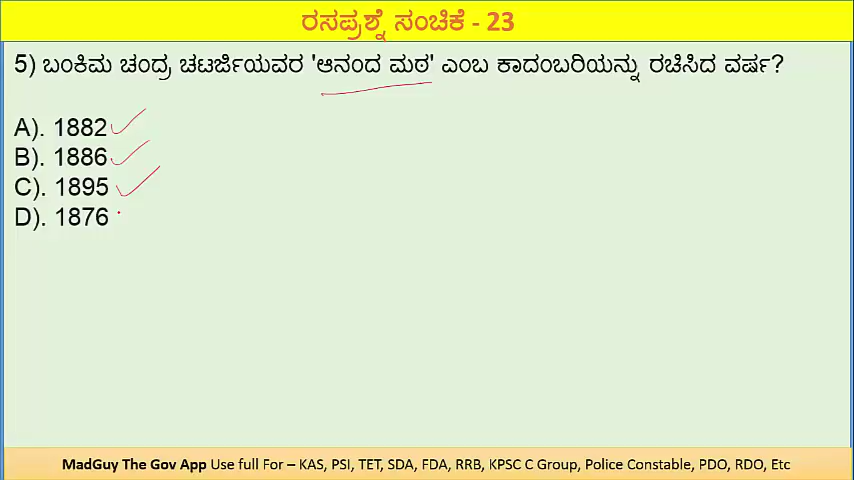 ರಸಪ್ರಶ್ನೆ ಸಂಚಿಕೆ - 23
5) ಬಂಕಿಮ ಚಂದ್ರ ಚಟರ್ಜಿಯವರ 'ಆನಂದ ಮಠ' ಎಂಬ ಕಾದಂಬರಿಯನ್ನು ರಚಿಸಿದ ವರ್ಷ?
A). 1882
B). 1886
C). 1895
D). 1876
MadGuy The Gov App Use full For – KAS, PSI, TET, SDA, FDA, RRB, KPSC C Group, Police Constable, PDO, RDO, Etc